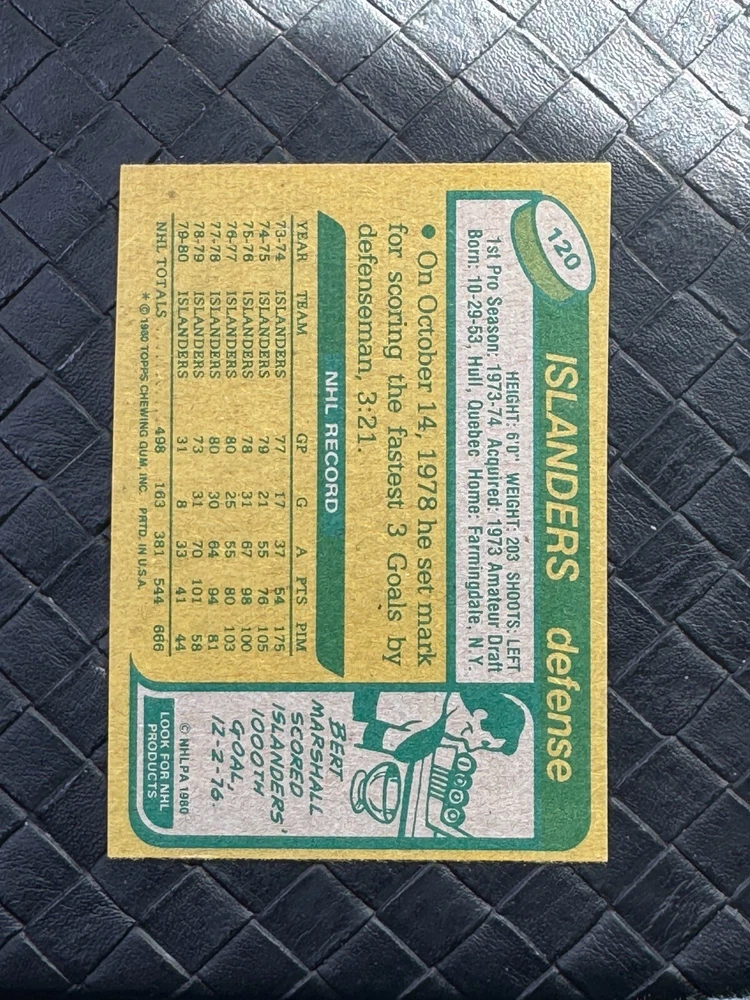 120
ISLANDERS defense
HEIGHT: 6'0" WEIGHT: 203 SHOOTS: LEFT
1st Pro Season: 1973-74 Acquired: 1973 Amateur Draft
Born: 10-29-53, Hull, Quebec Home: Farmingdale, N.Y.
• On October 14, 1978 he set mark
for scoring the fastest 3 Goals by
defenseman, 3:21.
NHL RECORD
YEAR TEAM GP G A PTS PIM
73-74 ISLANDERS 77 17 37 54 175
74-75 ISLANDERS 79 21 55 76 105
75-76 ISLANDERS 78 31 67 98 100
76-77 ISLANDERS 80 25 55 80 103
77-78 ISLANDERS 80 30 64 94 81
78-79 ISLANDERS 73 31 70 101 58
79-80 ISLANDERS 31 8 33 41 44
NHL TOTALS .......... 498 163 381 544 666
* © 1980 TOPPS CHEWING GUM, INC. PRTD. IN U.S.A.
1000
BERT
MARSHALL
SCORED
ISLANDERS'
1000TH
GOAL,
12-2-76.
© NHLPA 1980
LOOK FOR NHL
PRODUCTS